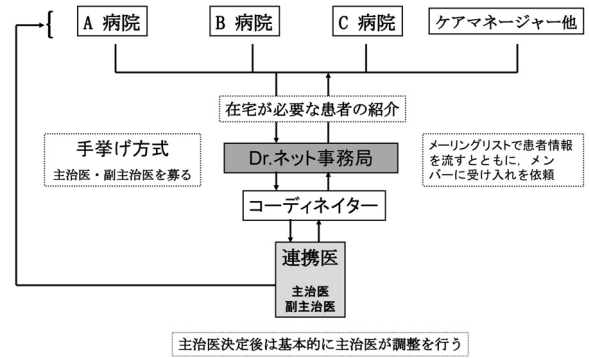 A 病院
B 病院
C 病院
ケアマネージャー他
在宅が必要な患者の紹介
手挙げ方式
主治医・副主治医を募る
Dr.ネット事務局
メーリングリストで患者情報
を流すとともに，メン
バーに受け入れを依頼
コーディネイター
連携医
主治医
副主治医
主治医決定後は基本的に主治医が調整を行う